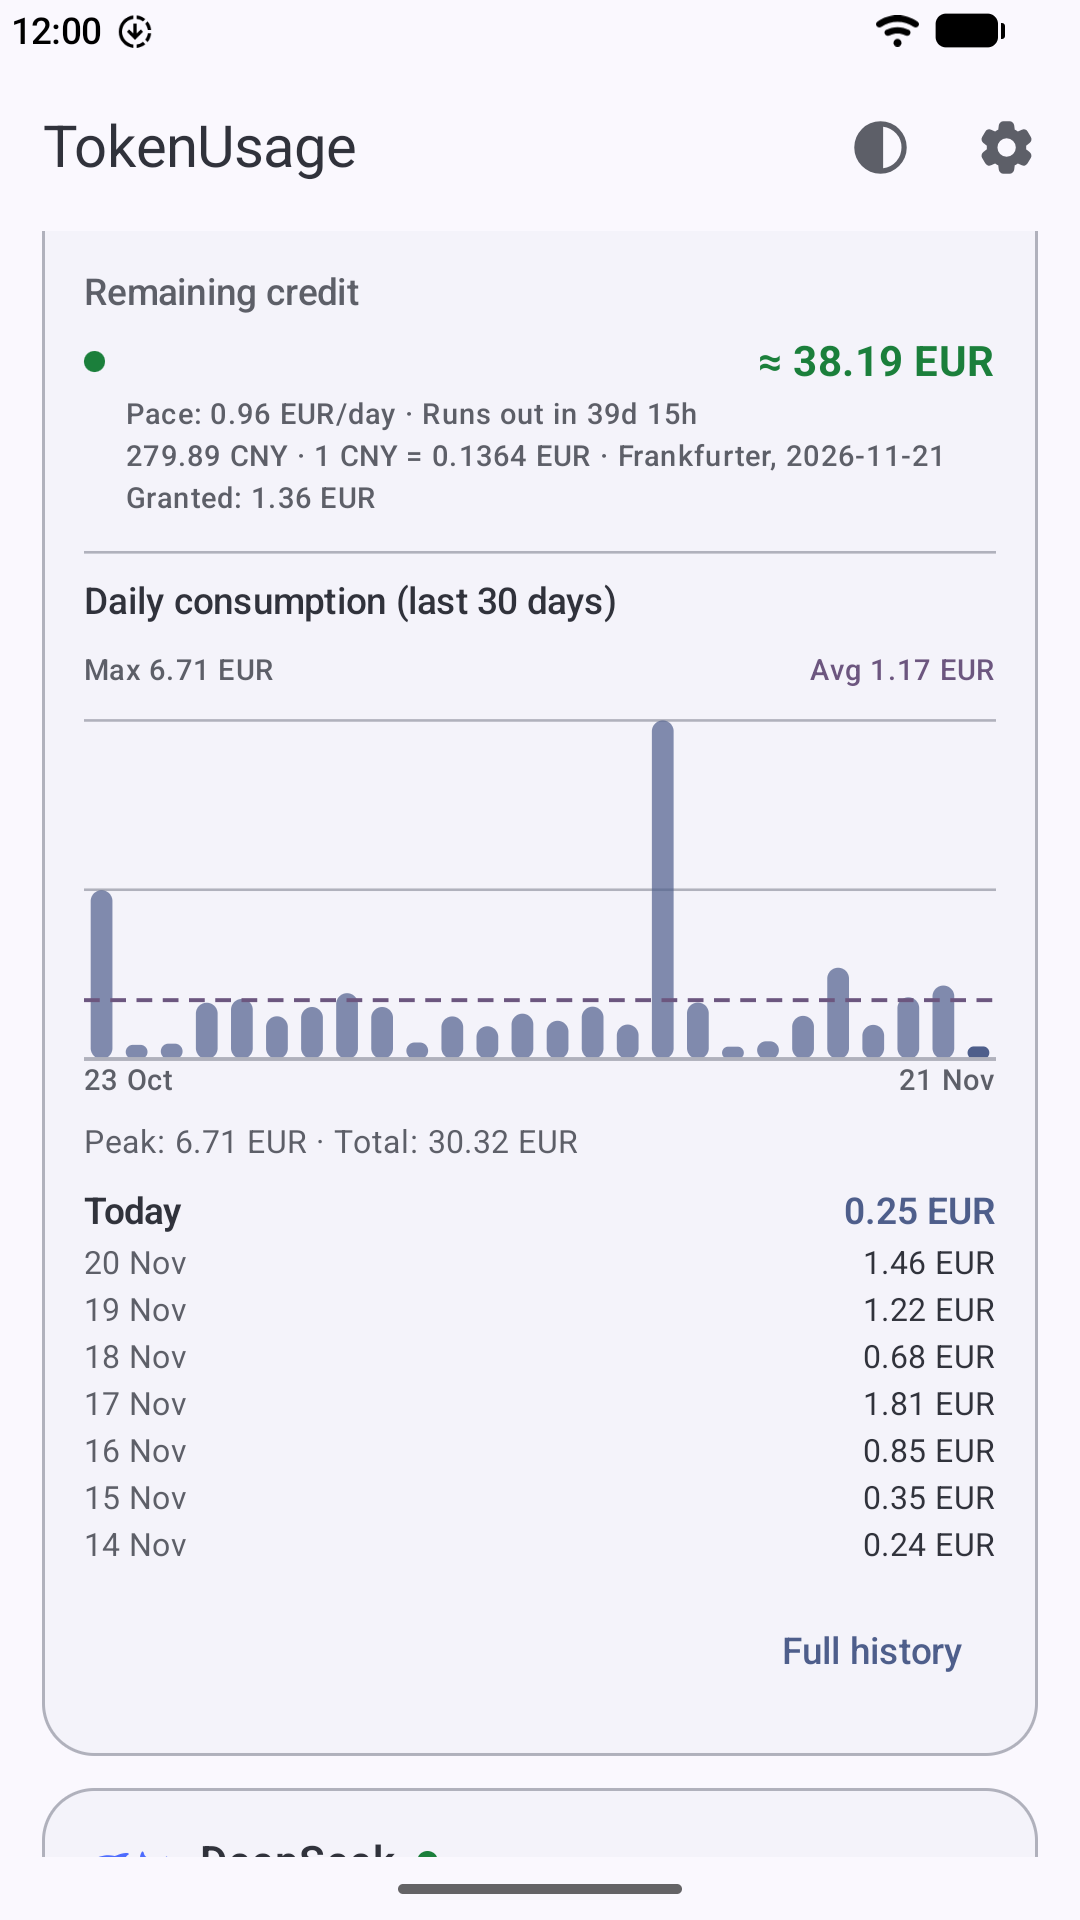 12:00
TokenUsage
Remaining credit
≈ 38.19 EUR
Pace: 0.96 EUR/day · Runs out in 39d 15h
279.89 CNY · 1 CNY = 0.1364 EUR · Frankfurter, 2026-11-21
Granted: 1.36 EUR
Daily consumption (last 30 days)
Max 6.71 EUR
Avg 1.17 EUR
23 Oct
21 Nov
Peak: 6.71 EUR · Total: 30.32 EUR
Today 0.25 EUR
20 Nov 1.46 EUR
19 Nov 1.22 EUR
18 Nov 0.68 EUR
17 Nov 1.81 EUR
16 Nov 0.85 EUR
15 Nov 0.35 EUR
14 Nov 0.24 EUR
Full history
DeepSeek